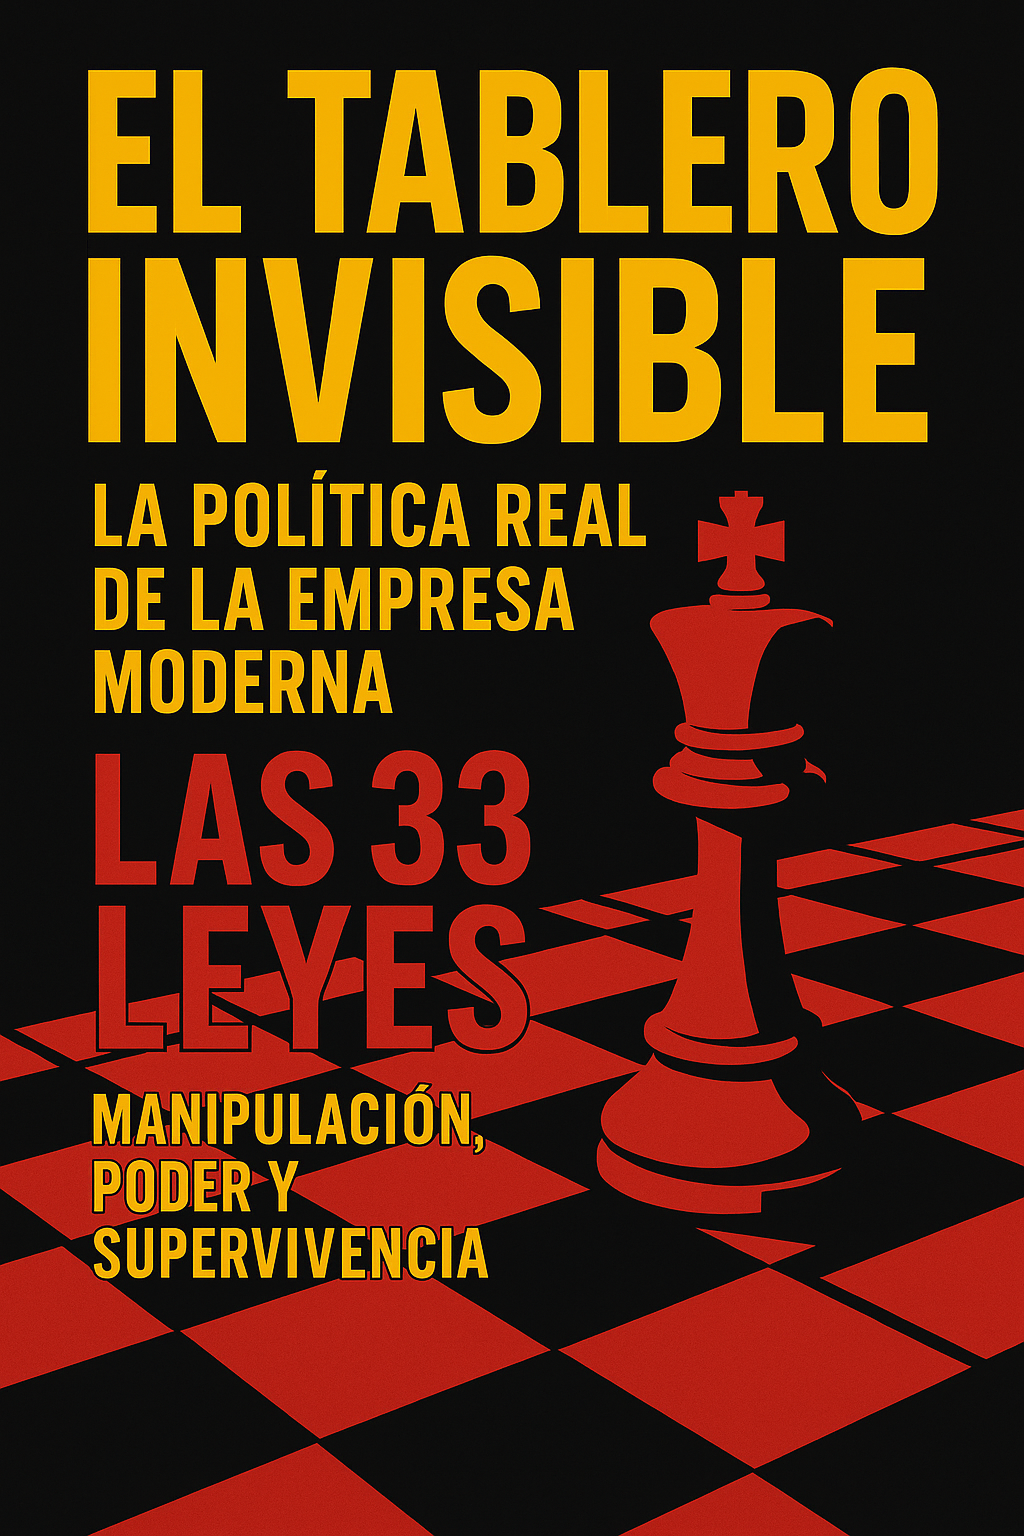 EL TABLERO
INVISIBLE
LA POLÍTICA REAL
DE LA EMPRESA
MODERNA
LAS 33
LEYES
MANIPULACIÓN,
PODER Y
SUPERVIVENCIA